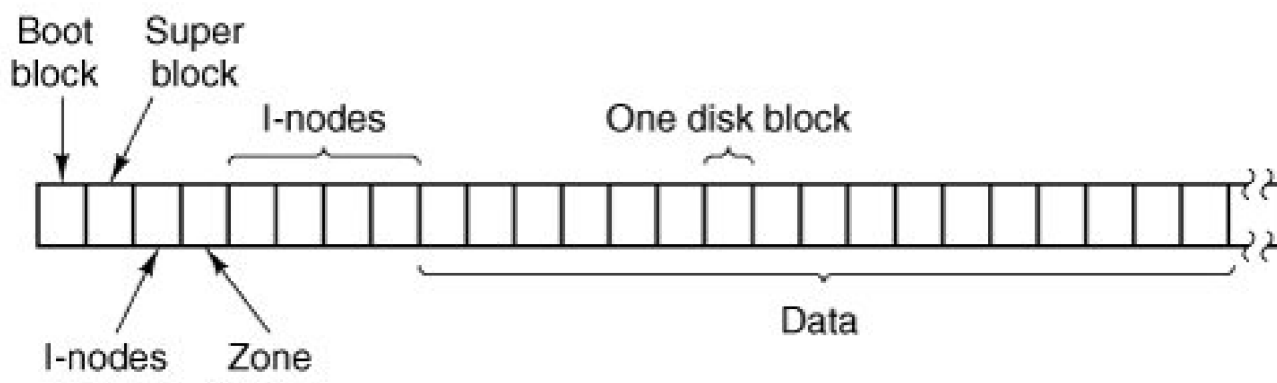 Boot
block
Super
block
I-nodes
One disk block
I-nodes
Zone
Data